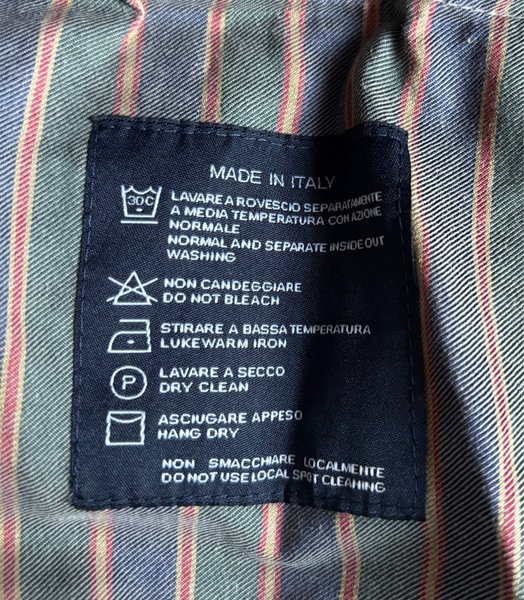 MADE IN ITALY
30C LAVARE A ROVESCIO SEPARATAMENTE
A MEDIA TEMPERATURA CON AZIONE
NORMALE
NORMAL AND SEPARATE INSIDE OUT
WASHING
NON CANDEGGIARE
DO NOT BLEACH
STIRARE A BASSA TEMPERATURA
LUKEWARM IRON
P LAVARE A SECCO
DRY CLEAN
ASCIUGARE APPESO
HANG DRY
NON SMACCHIARE LOCALMENTE
DO NOT USE LOCAL SPOT CLEANING